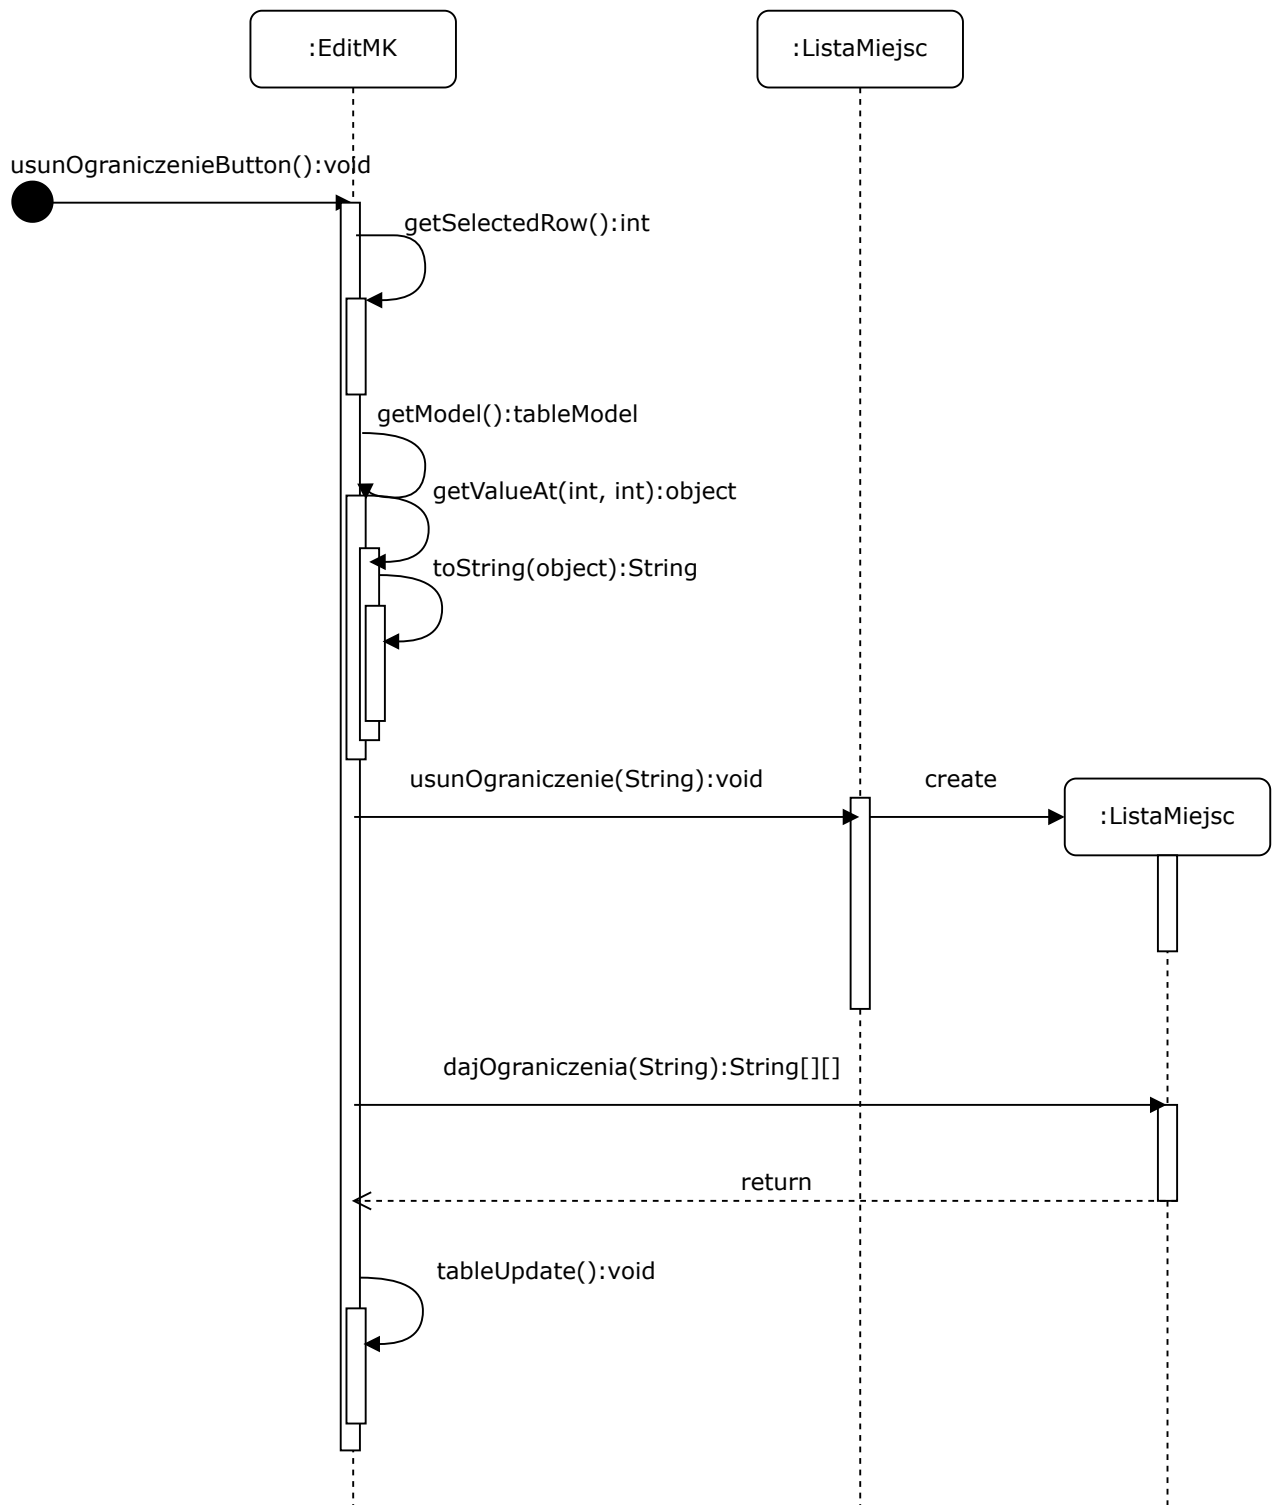 :EditMK
:ListaMiejsc
usunOgraniczenieButton():void
getSelectedRow():int
getModel():tableModel
getValueAt(int, int):object
toString(object):String
usunOgraniczenie(String):void
create
:ListaMiejsc
dajOgraniczenia(String):String[][]
return
tableUpdate():void